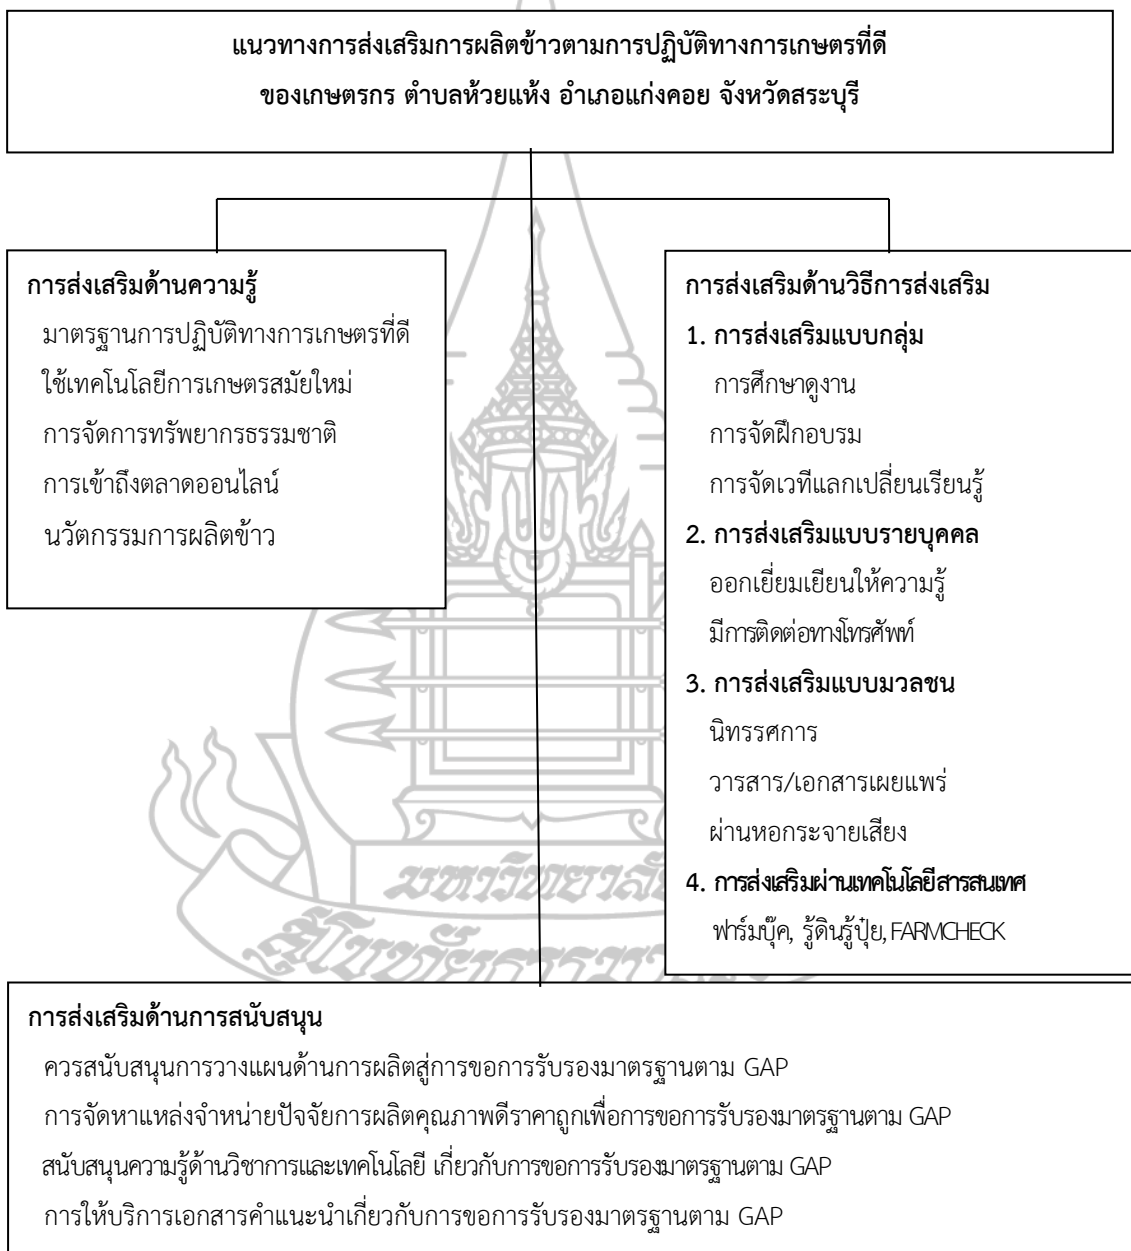 แนวทางการส่งเสริมการผลิตข้าวตามการปฏิบัติทางการเกษตรที่ดี
ของเกษตรกร ตำบลห้วยแห้ง อำเภอแก่งคอย จังหวัดสระบุรี
การส่งเสริมด้านความรู้
มาตรฐานการปฏิบัติทางการเกษตรที่ดี
ใช้เทคโนโลยีการเกษตรสมัยใหม่
การจัดการทรัพยากรธรรมชาติ
การเข้าถึงตลาดออนไลน์
นวัตกรรมการผลิตข้าว
การส่งเสริมด้านวิธีการส่งเสริม
1. การส่งเสริมแบบกลุ่ม
การศึกษาดูงาน
การจัดฝึกอบรม
การจัดเวทีแลกเปลี่ยนเรียนรู้
2. การส่งเสริมแบบรายบุคคล
ออกเยี่ยมเยียนให้ความรู้
มีการติดต่อทางโทรศัพท์
3. การส่งเสริมแบบมวลชน
นิทรรศการ
วารสาร/เอกสารเผยแพร่
ผ่านหอกระจายเสียง
4. การส่งเสริมผ่านเทคโนโลยีสารสนเทศ
ฟาร์มบุ๊ค, รู้ดินรู้ปุ๋ย, FARMCHECK
การส่งเสริมด้านการสนับสนุน
ควรสนับสนุนการวางแผนด้านการผลิตสู่การขอการรับรองมาตรฐานตาม GAP
การจัดหาแหล่งจำหน่ายปัจจัยการผลิตคุณภาพดีราคาถูกเพื่อการขอการรับรองมาตรฐานตาม GAP
สนับสนุนความรู้ด้านวิชาการและเทคโนโลยี เกี่ยวกับการขอการรับรองมาตรฐานตาม GAP
การให้บริการเอกสารคำแนะนำเกี่ยวกับการขอการรับรองมาตรฐานตาม GAP